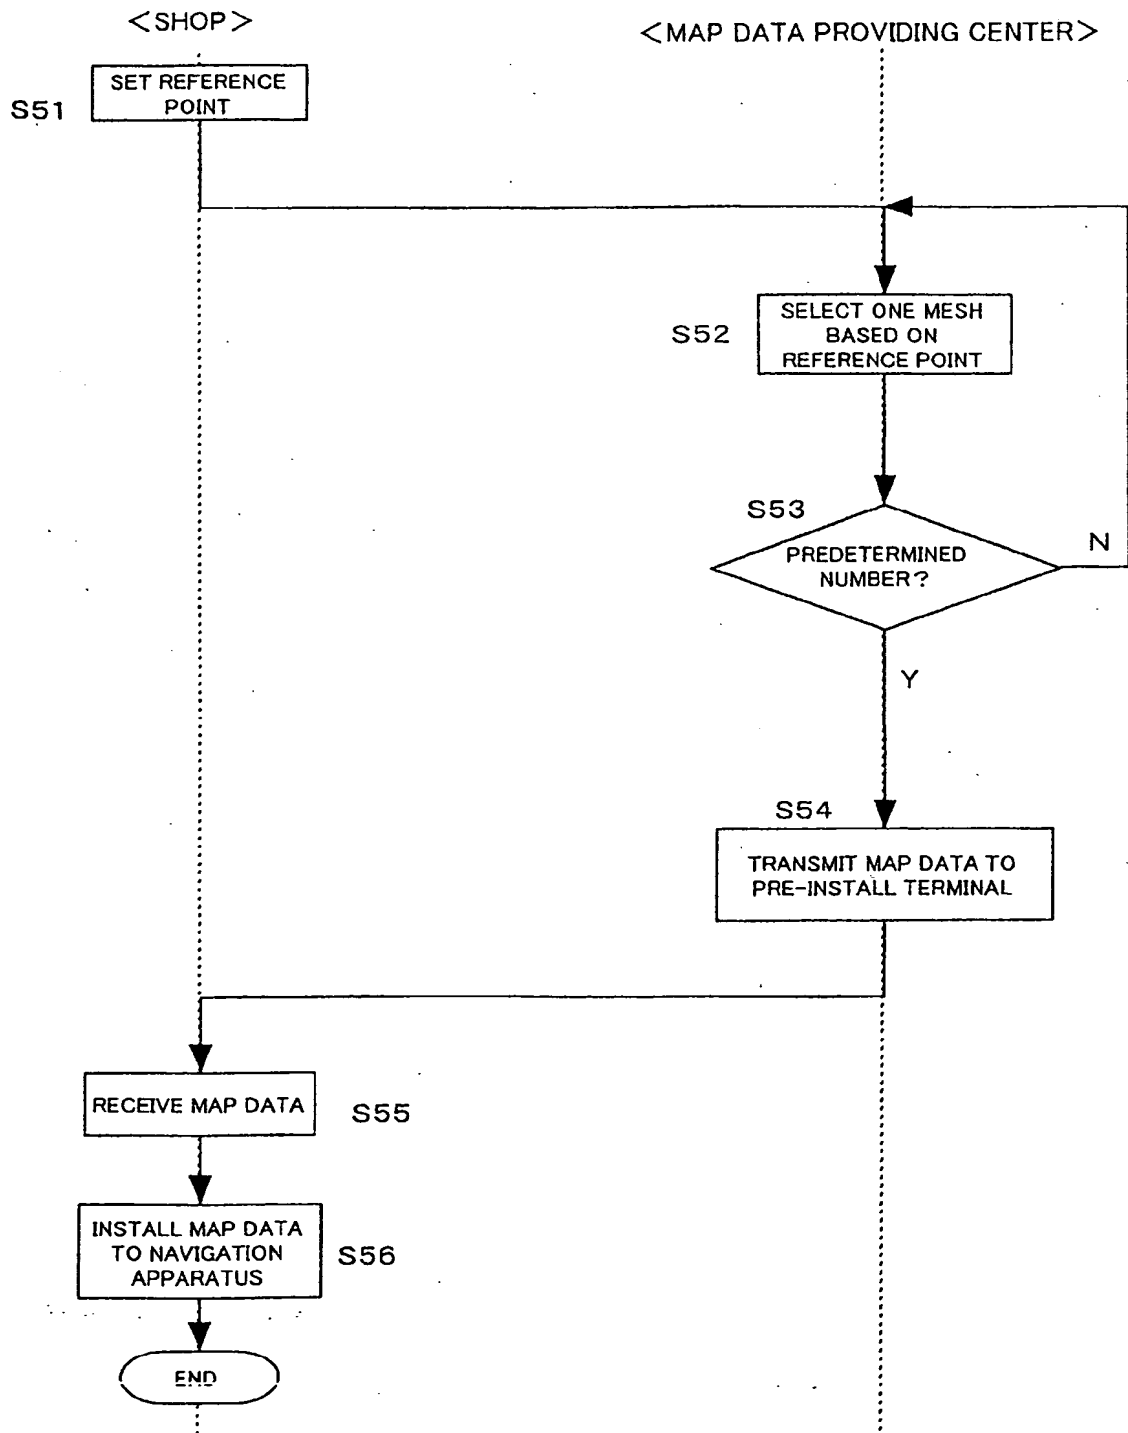 <SHOP>
<MAP DATA PROVIDING CENTER>
SET REFERENCE
POINT
S51
SELECT ONE MESH
BASED ON
REFERENCE POINT
S52
S53
PREDETERMINED
NUMBER?
N
Y
S54
TRANSMIT MAP DATA TO
PRE-INSTALL TERMINAL
RECEIVE MAP DATA
S55
INSTALL MAP DATA
TO NAVIGATION
APPARATUS
S56
END